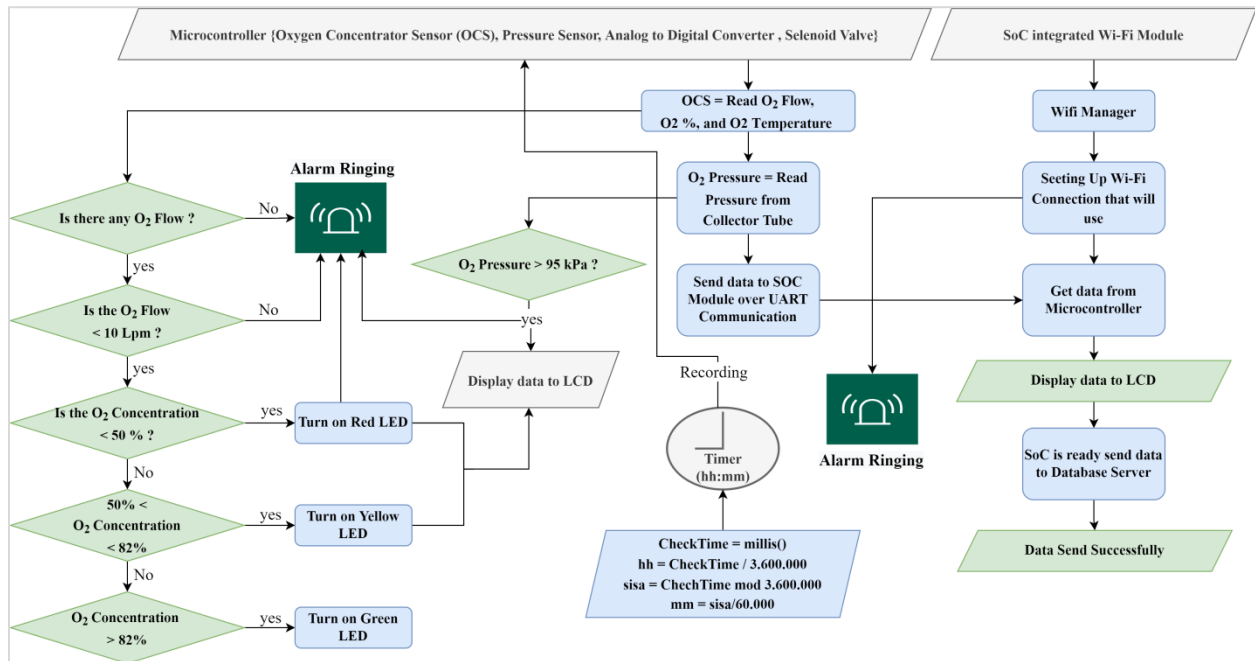 Microcontroller {Oxygen Concentrator Sensor (OCS), Pressure Sensor, Analog to Digital Converter , Selenoid Valve}
SoC integrated Wi-Fi Module
OCS = Read O₂ Flow,
O2 %, and O2 Temperature
Wifi Manager
Alarm Ringing
O₂ Pressure = Read
Pressure from
Collector Tube
Seeting Up Wi-Fi
Connection that will
use
Is there any O₂ Flow ?
No
yes
O₂ Pressure > 95 kPa ?
yes
Send data to SOC
Module over UART
Communication
Get data from
Microcontroller
Is the O₂ Flow
< 10 Lpm ?
No
yes
Display data to LCD
Recording
Display data to LCD
Is the O₂ Concentration
< 50 % ?
yes
Turn on Red LED
No
Timer
(hh:mm)
Alarm Ringing
SoC is ready send data
to Database Server
50% <
O₂ Concentration
< 82%
yes
Turn on Yellow
LED
No
CheckTime = millis()
hh = CheckTime / 3.600.000
sisa = ChechTime mod 3.600.000
mm = sisa/60.000
Data Send Successfully
O₂ Concentration
> 82%
yes
Turn on Green
LED